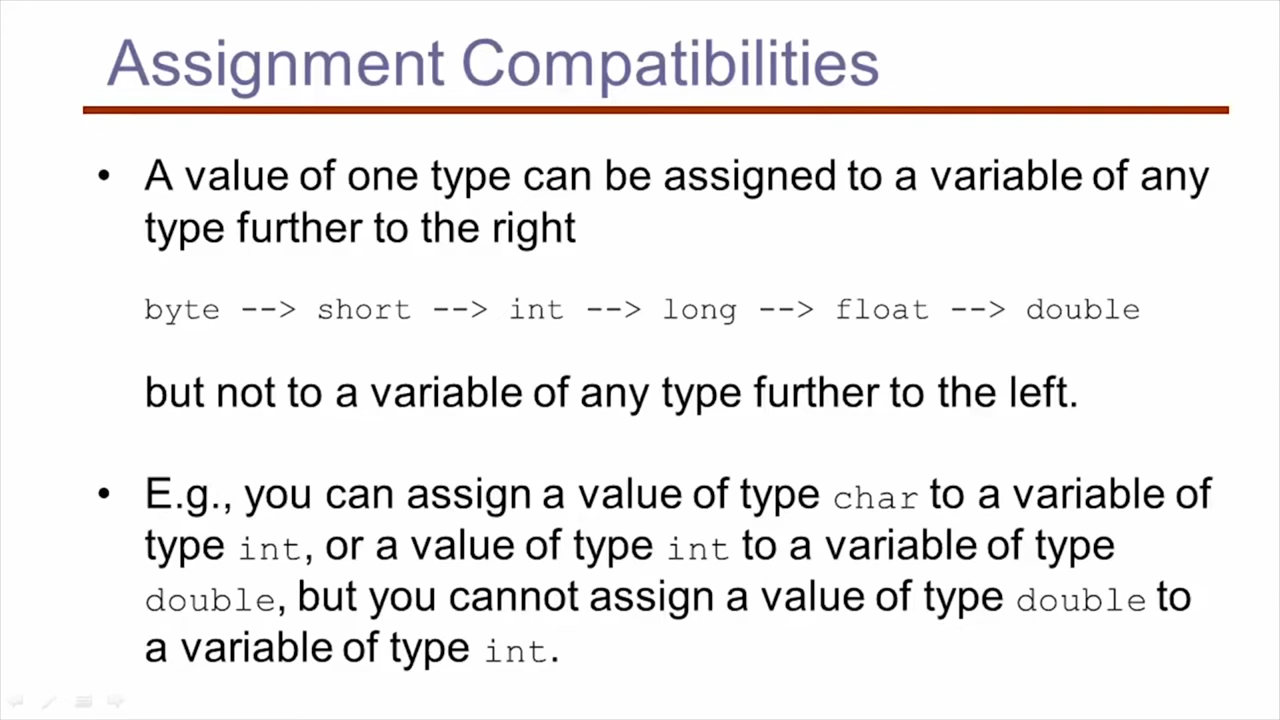 Assignment Compatibilities
• A value of one type can be assigned to a variable of any
type further to the right
byte --> short --> int --> long --> float --> double
but not to a variable of any type further to the left.
• E.g., you can assign a value of type char to a variable of
type int, or a value of type int to a variable of type
double, but you cannot assign a value of type double to
a variable of type int.